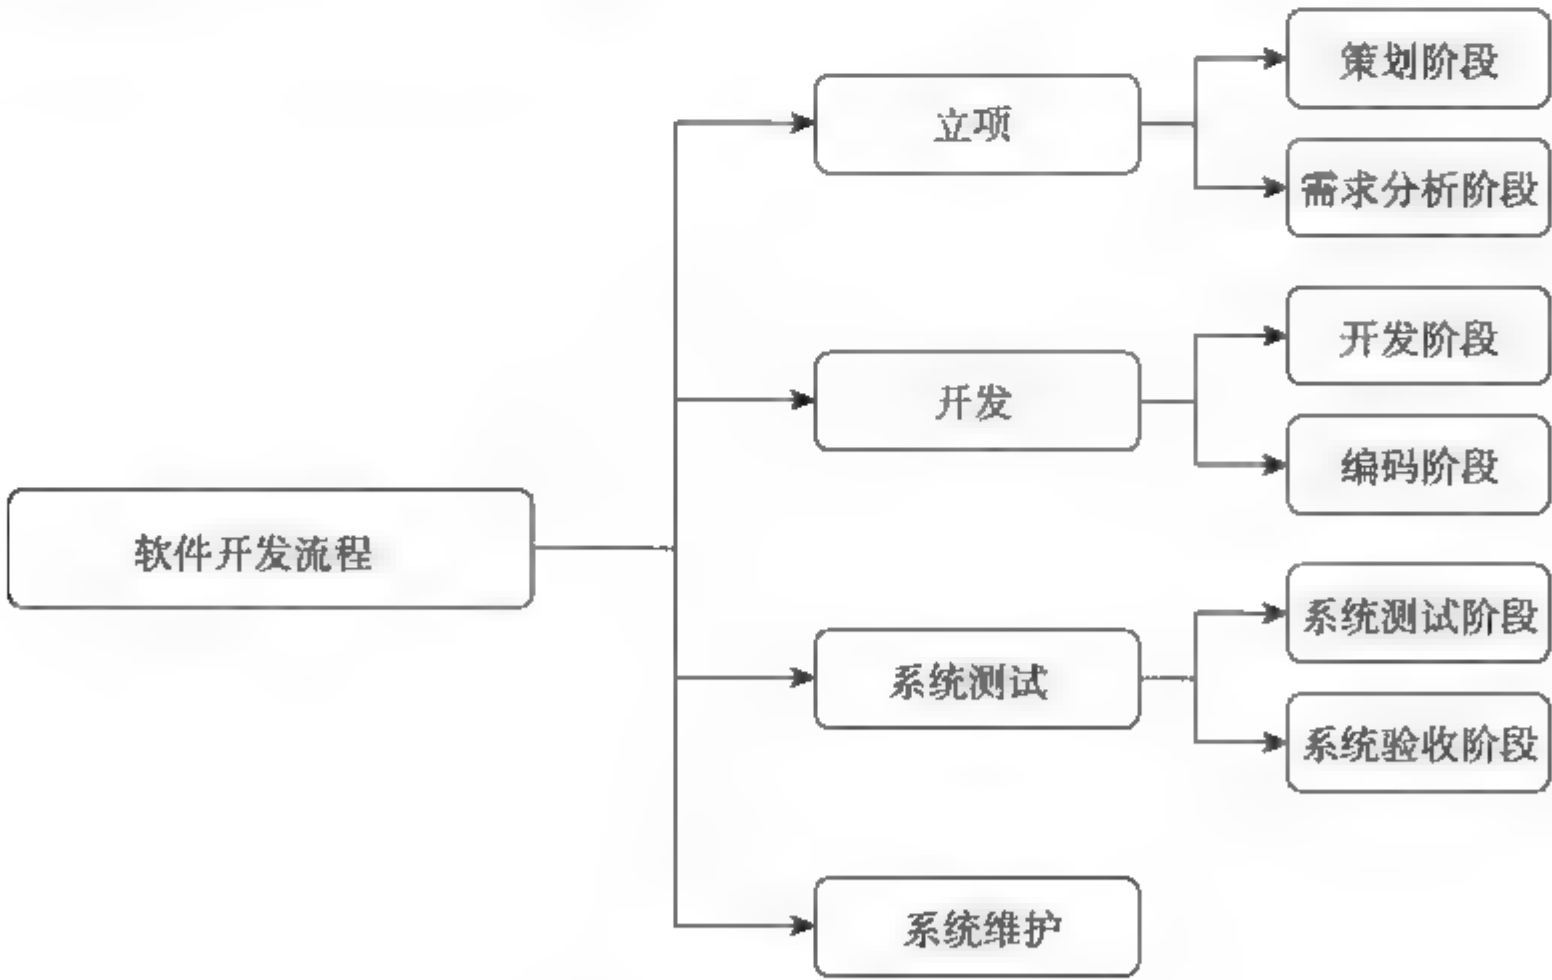 软件开发流程
立项
策划阶段
需求分析阶段
开发
开发阶段
编码阶段
系统测试
系统测试阶段
系统验收阶段
系统维护